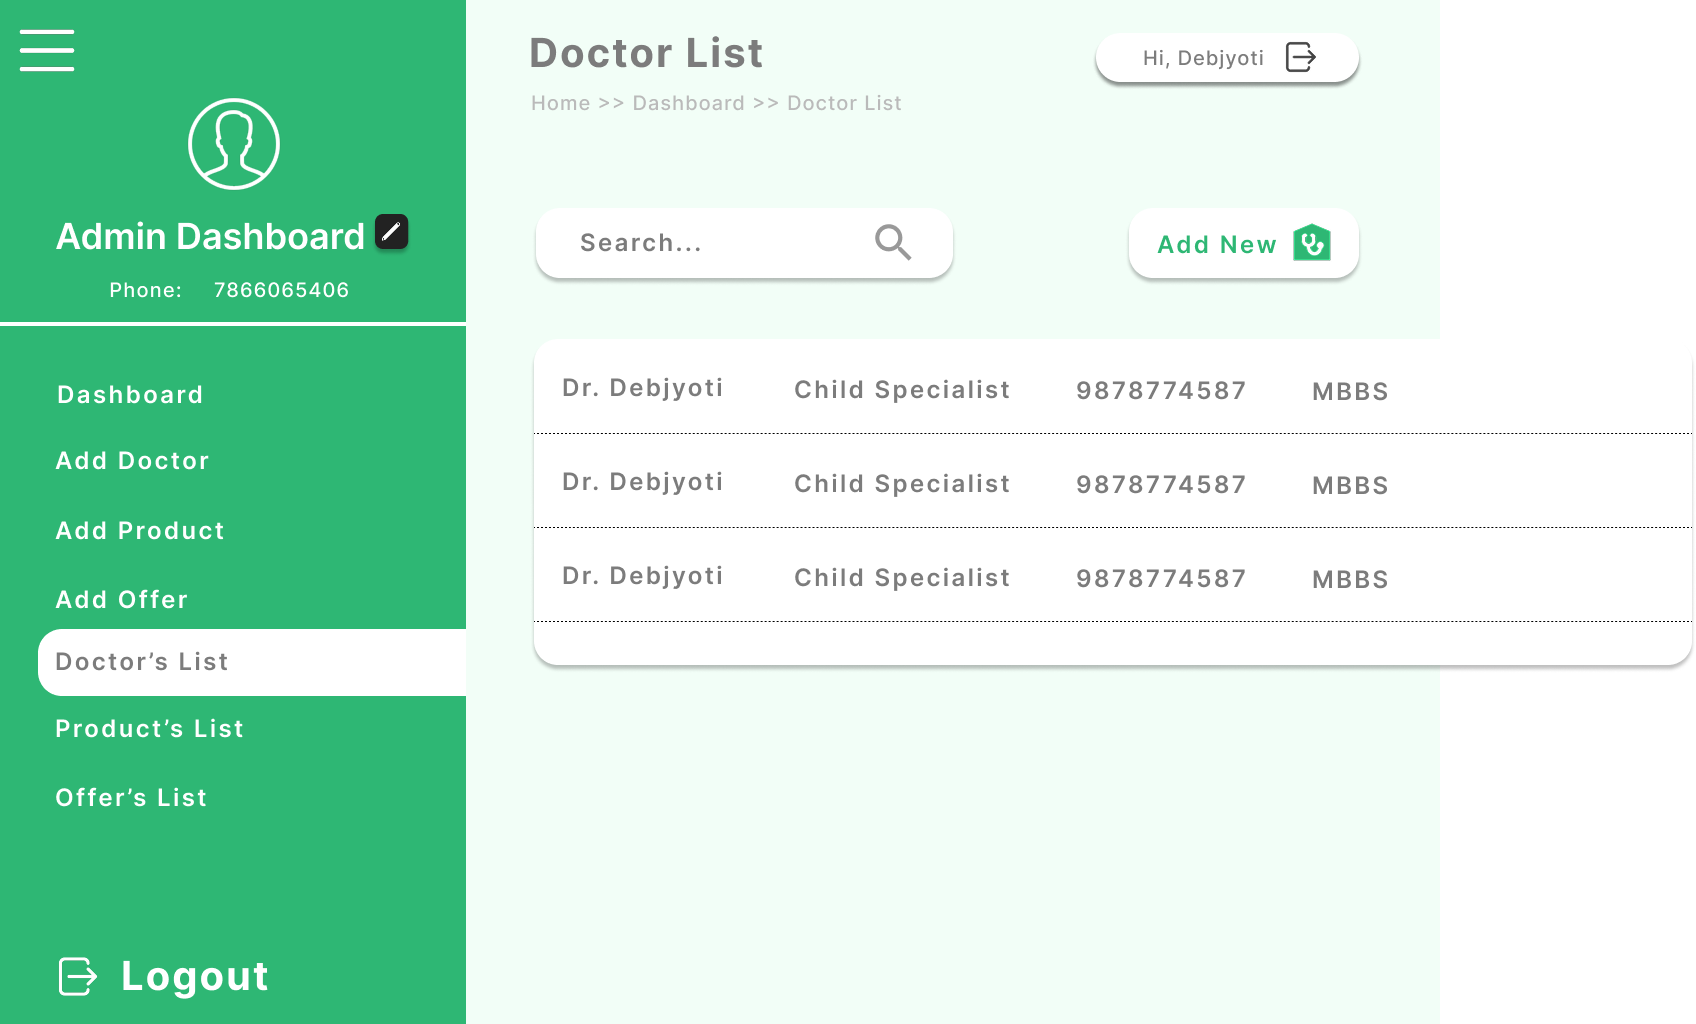 Admin Dashboard
Phone: 7866065406
Dashboard
Add Doctor
Add Product
Add Offer
Doctor’s List
Product’s List
Offer’s List
Logout
Doctor List
Hi, Debjyoti
Home >> Dashboard >> Doctor List
Search...
Add New
Dr. Debjyoti Child Specialist 9878774587 MBBS
Dr. Debjyoti Child Specialist 9878774587 MBBS
Dr. Debjyoti Child Specialist 9878774587 MBBS